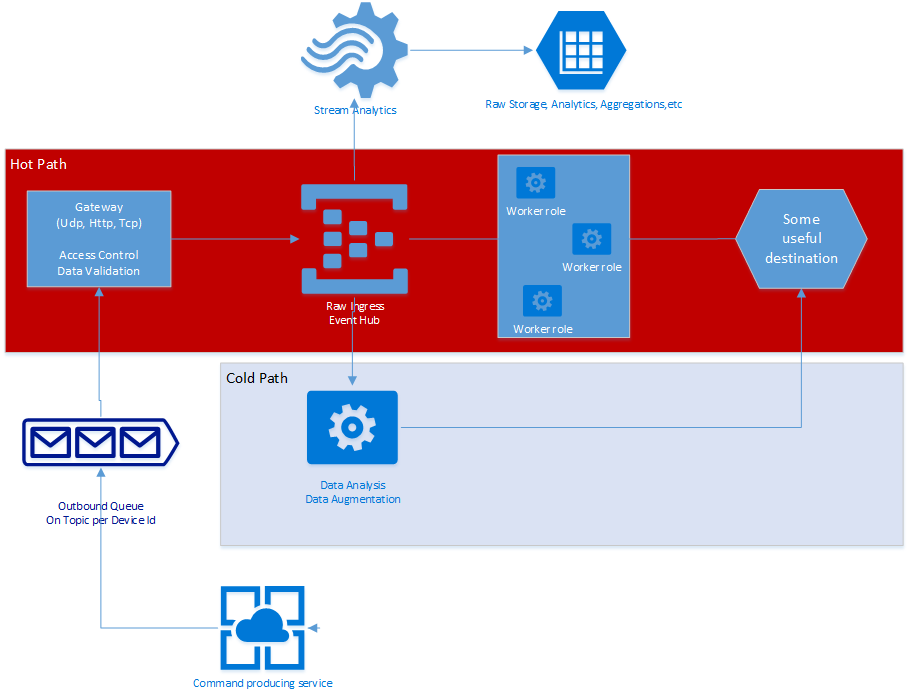 Stream Analytics
Raw Storage, Analytics, Aggregations,etc
Hot Path
Gateway
(Udp, Http, Tcp)
Access Control
Data Validation
Raw Ingress
Event Hub
Worker role
Worker role
Worker role
Some
useful
destination
Cold Path
Data Analysis
Data Augmentation
Outbound Queue
On Topic per Device Id
Command producing service